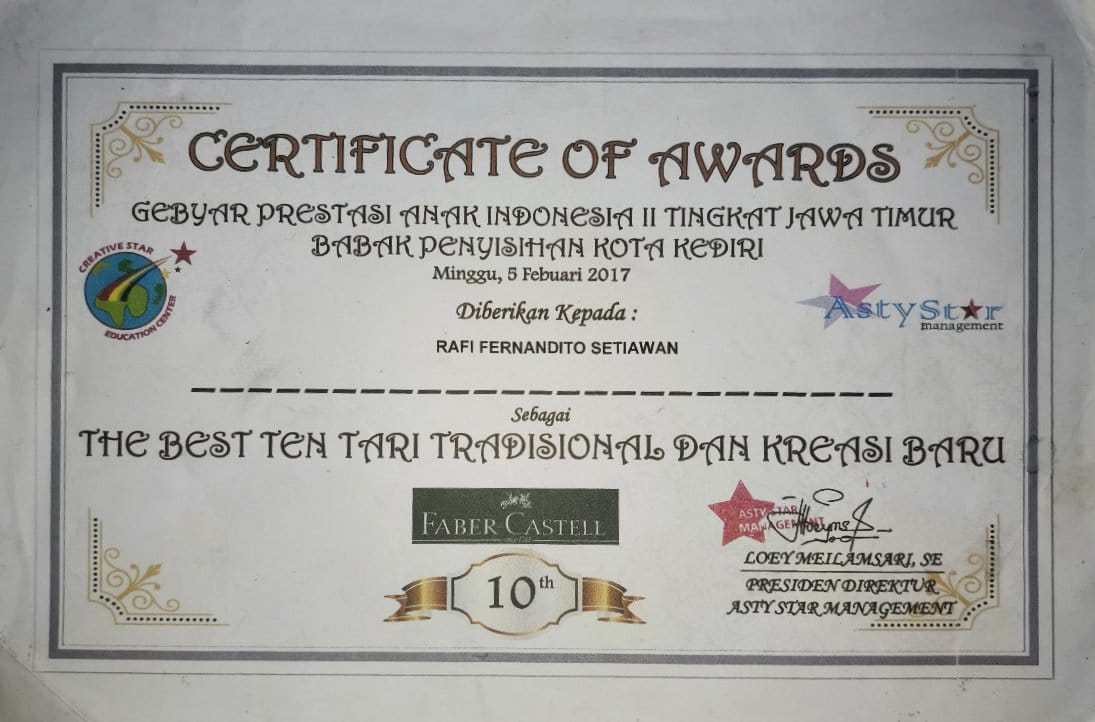 CERTIFICATE OF AWARDS
GEBYAR PRESTASI ANAK INDONESIA II TINGKAT JAWA TIMUR
BABAK PENYISIHAN KOTA KEDIRI
Minggu, 5 Febuari 2017
CREATIVE STAR
EDUCATION CENTER
Diberikan Kepada :
AstyStar
management
RAFI FERNANDITO SETIAWAN
Sebagai
THE BEST TEN TARI TRADISIONAL DAN KREASI BARU
FABER CASTELL
ASTY STAR
MANAGEMENT
10th
LOEY MEILAMSARI, SE
PRESIDEN DIREKTUR
ASTY STAR MANAGEMENT